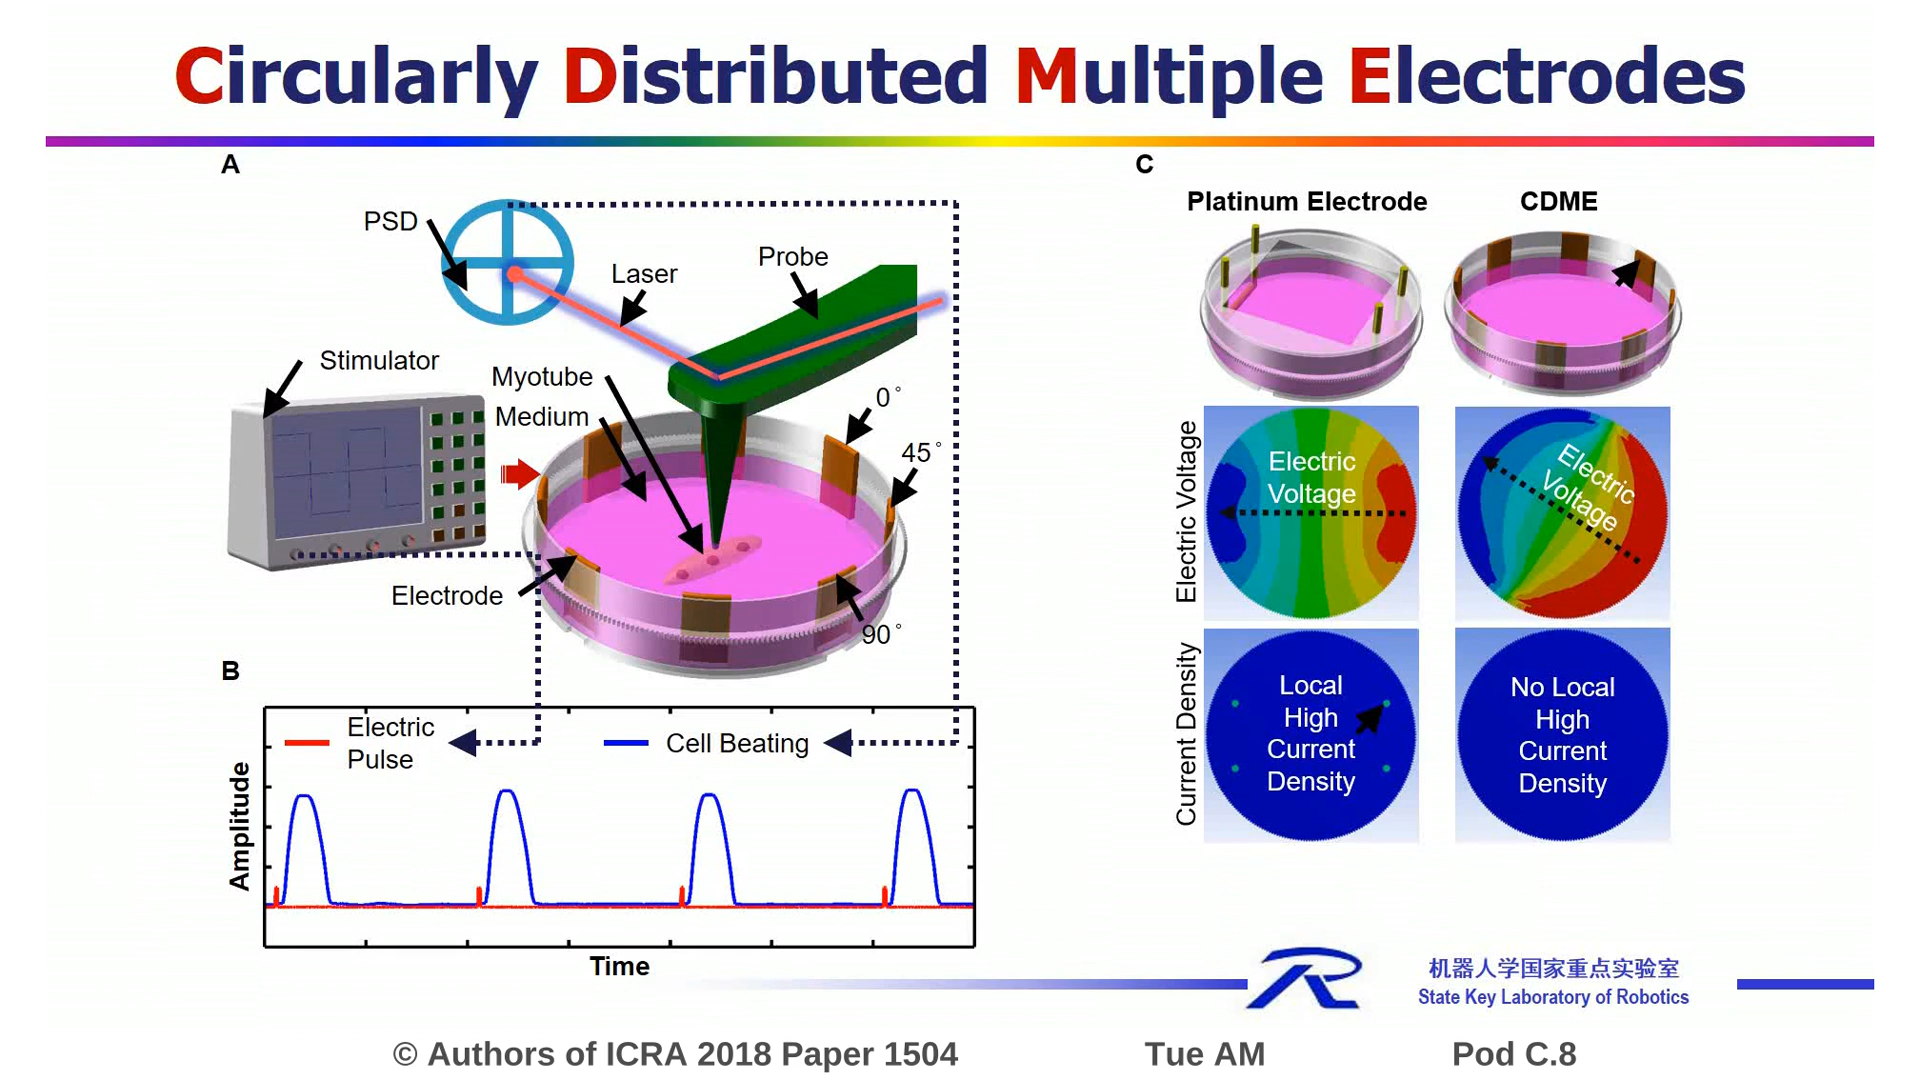 Circularly Distributed Multiple Electrodes
A
PSD
Laser
Probe
Stimulator
Myotube
Medium
0°
45°
Electrode
90°
B
Electric
Pulse
Cell Beating
Amplitude
Time
C
Platinum Electrode
CDME
Electric Voltage
Electric
Voltage
Electric
Voltage
Current Density
Local
High
Current
Density
No Local
High
Current
Density
机器人学国家重点实验室
State Key Laboratory of Robotics
© Authors of ICRA 2018 Paper 1504
Tue AM
Pod C.8